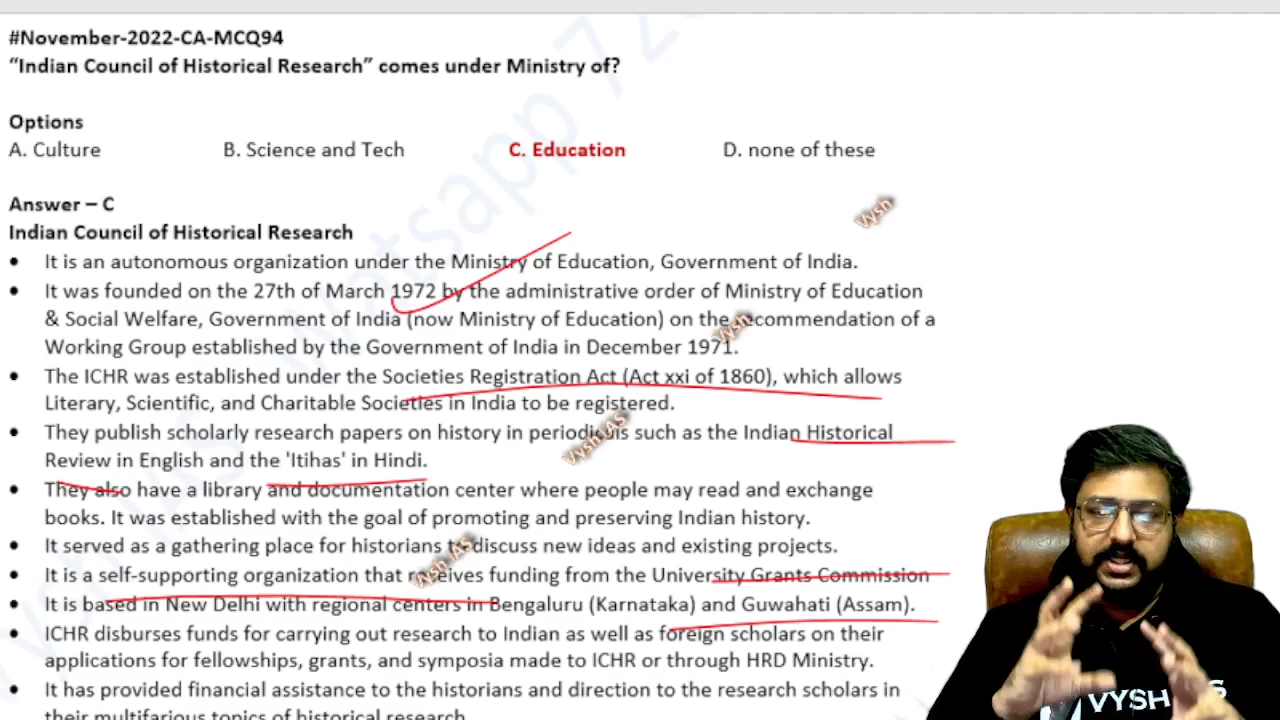 #November-2022-CA-MCQ94
“Indian Council of Historical Research” comes under Ministry of?
Options
A. Culture B. Science and Tech C. Education D. none of these
Answer – C
Vysh
Indian Council of Historical Research
• It is an autonomous organization under the Ministry of Education, Government of India.
• It was founded on the 27th of March 1972 by the administrative order of Ministry of Education
& Social Welfare, Government of India (now Ministry of Education) on the recommendation of a
Vysh
Working Group established by the Government of India in December 1971.
• The ICHR was established under the Societies Registration Act (Act xxi of 1860), which allows
Literary, Scientific, and Charitable Societies in India to be registered.
• They publish scholarly research papers on history in periodicals such as the Indian Historical
Vysh IAS
Review in English and the 'Itihas' in Hindi.
• They also have a library and documentation center where people may read and exchange
books. It was established with the goal of promoting and preserving Indian history.
• It served as a gathering place for historians to discuss new ideas and existing projects.
Vysh IAS
• It is a self-supporting organization that receives funding from the University Grants Commission
• It is based in New Delhi with regional centers in Bengaluru (Karnataka) and Guwahati (Assam).
• ICHR disburses funds for carrying out research to Indian as well as foreign scholars on their
applications for fellowships, grants, and symposia made to ICHR or through HRD Ministry.
• It has provided financial assistance to the historians and direction to the research scholars in
their multifarious topics of historical research